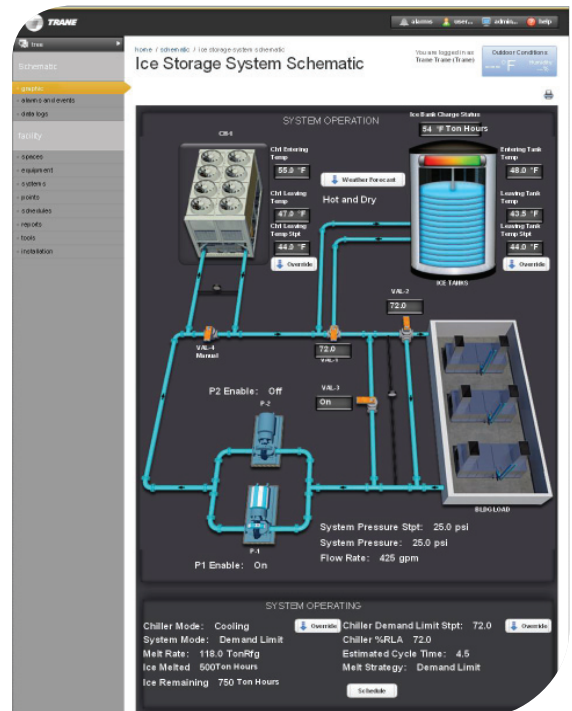 TRANE
alarms user... admin... help
tree
home / schematic / ice storage system schematic
Ice Storage System Schematic
You are logged in as
Trane Trane (Trane)
Outdoor Conditions
Humidity
Schematic
- graphic
- alarms and events
- data logs
facility
- spaces
- equipment
- systems
- points
- schedules
- reports
- tools
- installation
SYSTEM OPERATION
CH-1
Ice Bank Charge Status
54 °F Ton Hours
Chl Entering
Temp
55.0 °F
Chl Leaving
Temp
47.0 °F
Chl Leaving
Temp Stpt
44.0 °F
Override
Weather Forecast
Hot and Dry
Entering Tank
Temp
48.0 °F
Leaving Tank
Temp
43.5 °F
Leaving Tank
Temp Stpt
44.0 °F
Override
ICE TANKS
VAL-2
72.0
VAL-4
Manual
72.0
VAL-1
VAL-3
On
P2 Enable: Off
P-2
P-1
P1 Enable: On
BLDG LOAD
System Pressure Stpt: 25.0 psi
System Pressure: 25.0 psi
Flow Rate: 425 gpm
SYSTEM OPERATING
Chiller Mode: Cooling
Override
System Mode: Demand Limit
Melt Rate: 118.0 TonRfg
Ice Melted 500Ton Hours
Ice Remaining 750 Ton Hours
Chiller Demand Limit Stpt: 72.0
Override
Chiller %RLA 72.0
Estimated Cycle Time: 4.5
Melt Strategy: Demand Limit
Schedule